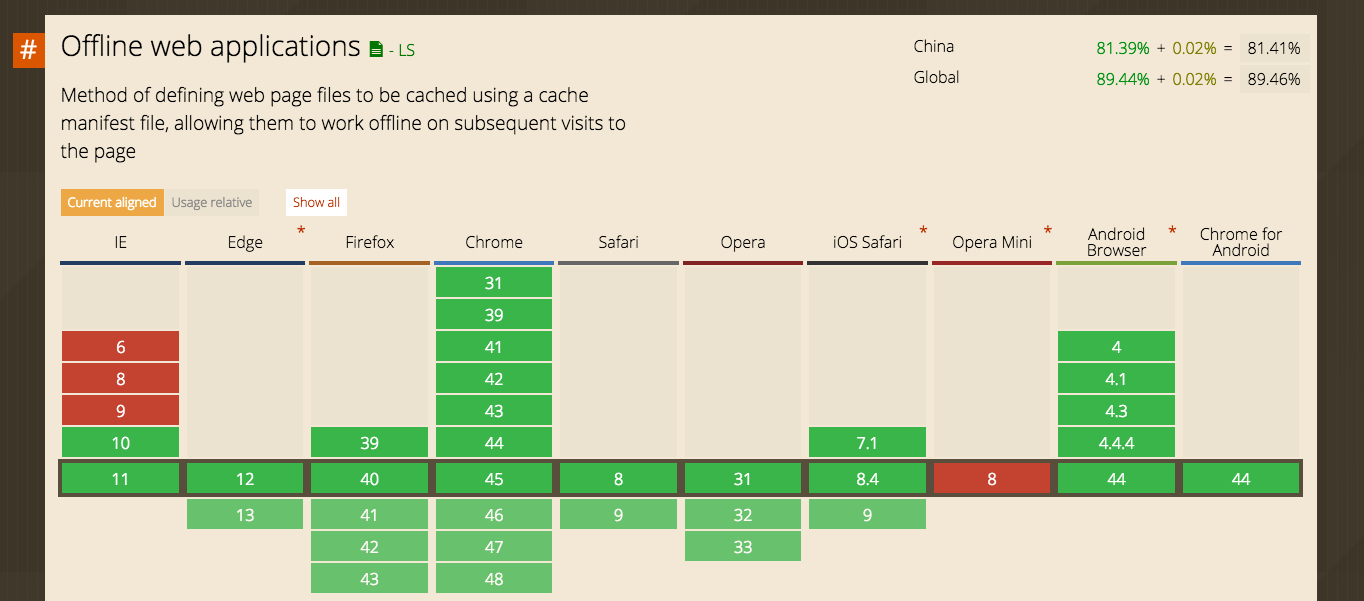 #
Offline web applications - LS
China 81.39% + 0.02% = 81.41%
Global 89.44% + 0.02% = 89.46%
Method of defining web page files to be cached using a cache
manifest file, allowing them to work offline on subsequent visits to
the page
Current aligned Usage relative Show all
IE Edge * Firefox Chrome Safari Opera iOS Safari * Opera Mini * Android Browser * Chrome for Android
31
39
6 41 4
8 42 4.1
9 43 4.3
10 39 44 7.1 4.4.4
11 12 40 45 8 31 8.4 8 44 44
13 41 46 9 32 9
42 47 33
43 48